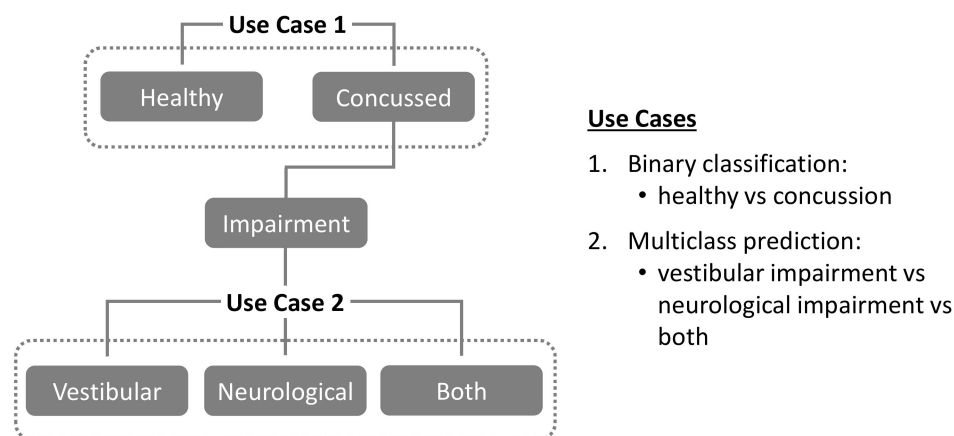 Use Case 1
Healthy
Concussed
Impairment
Use Case 2
Vestibular
Neurological
Both
Use Cases
1. Binary classification:
• healthy vs concussion
2. Multiclass prediction:
• vestibular impairment vs
neurological impairment vs
both